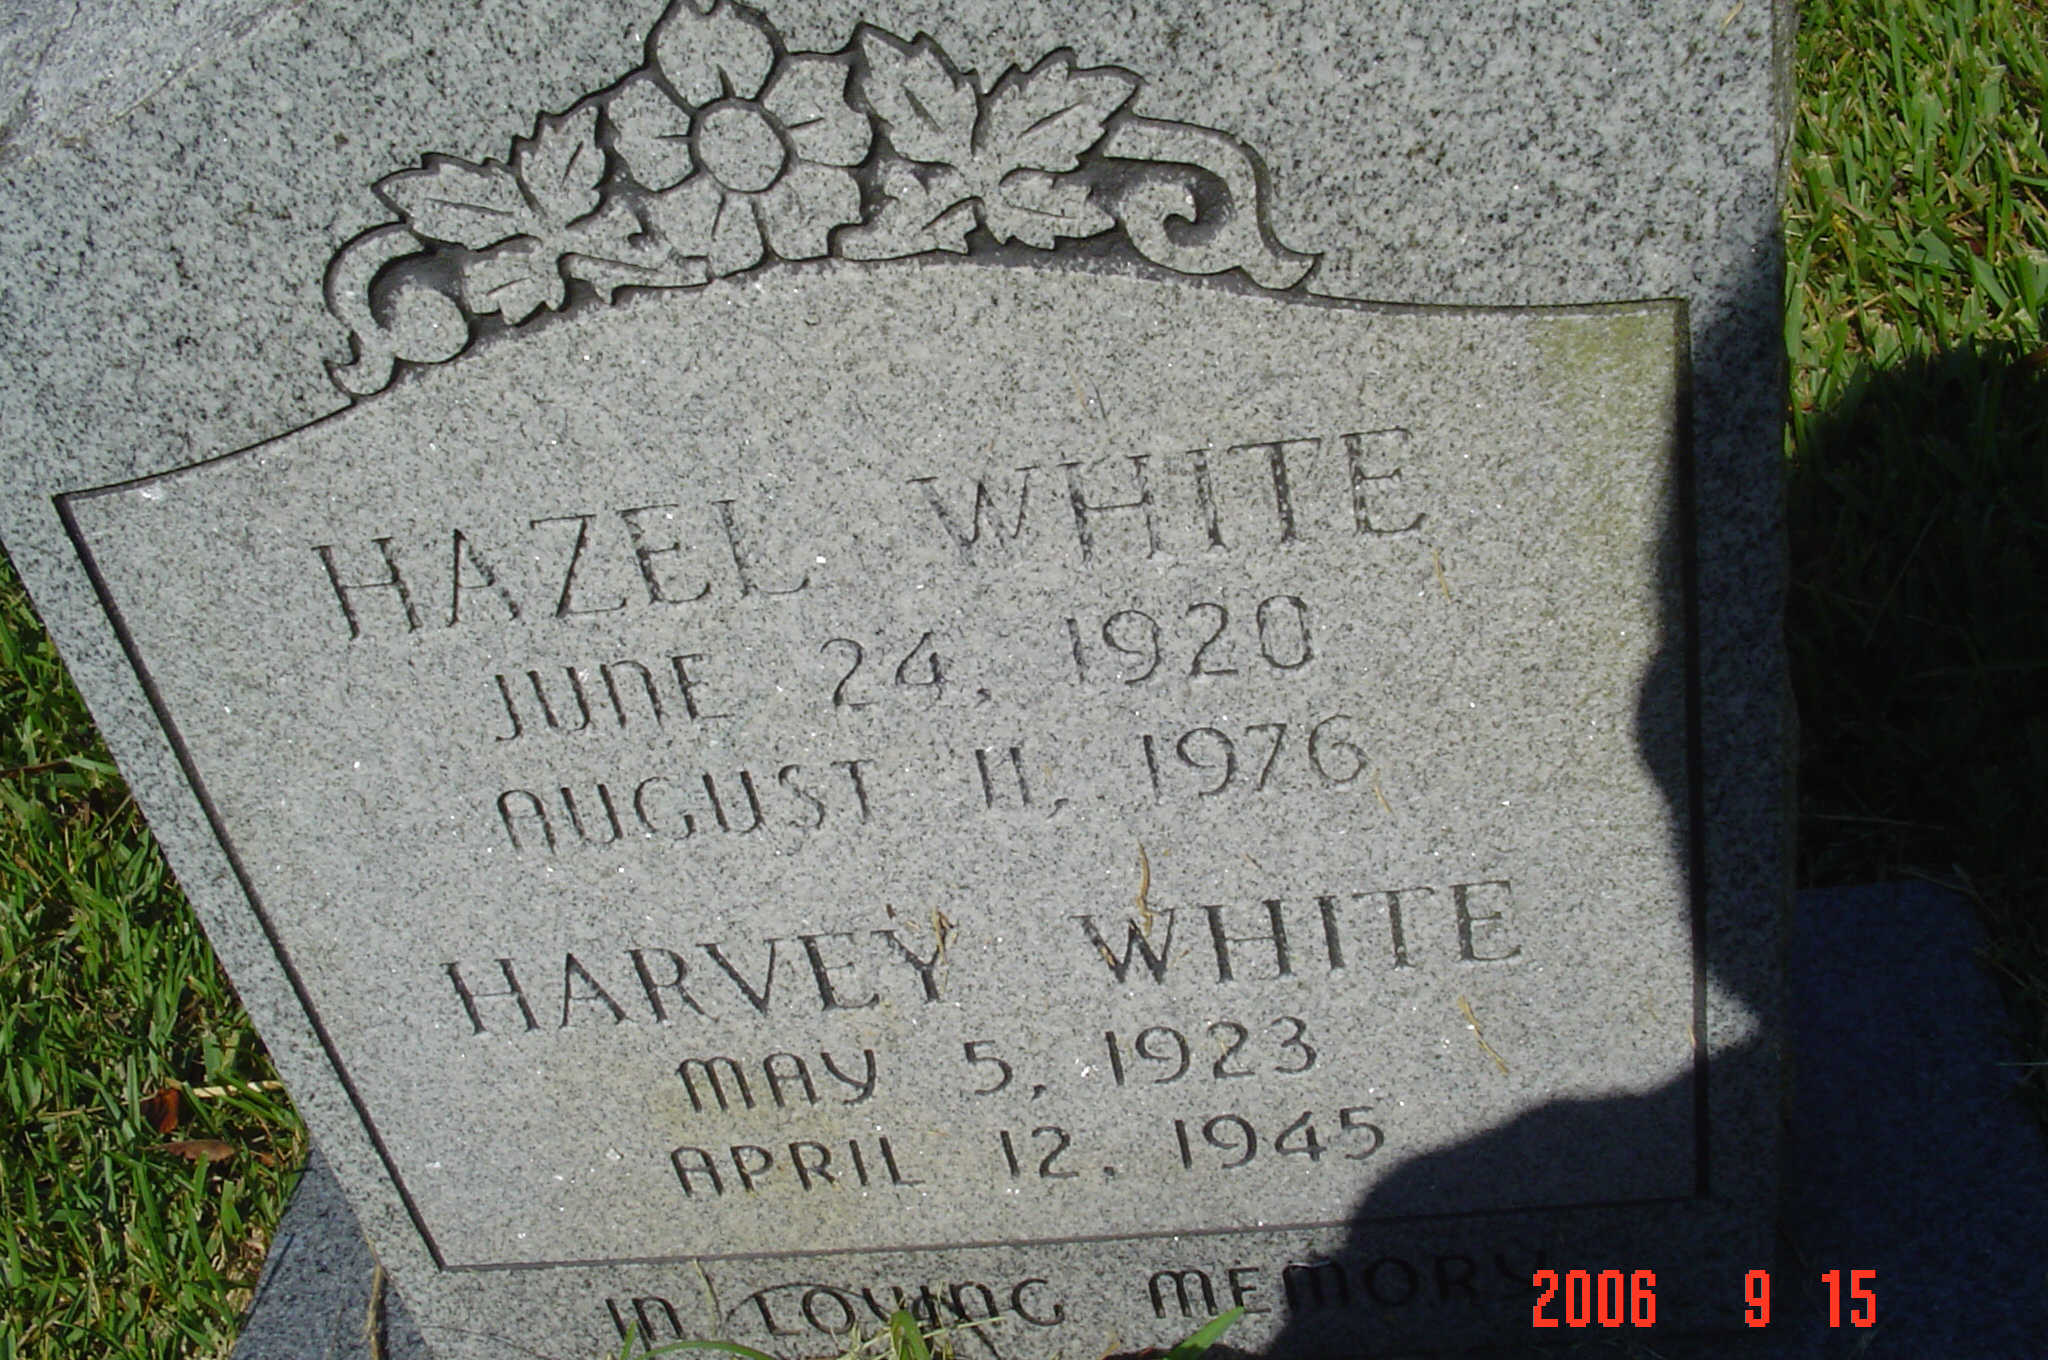 HAZEL WHITE
JUNE 24, 1920
AUGUST 11, 1976
HARVEY WHITE
MAY 5, 1923
APRIL 12, 1945
IN LOVING MEMORY
2006 9 15